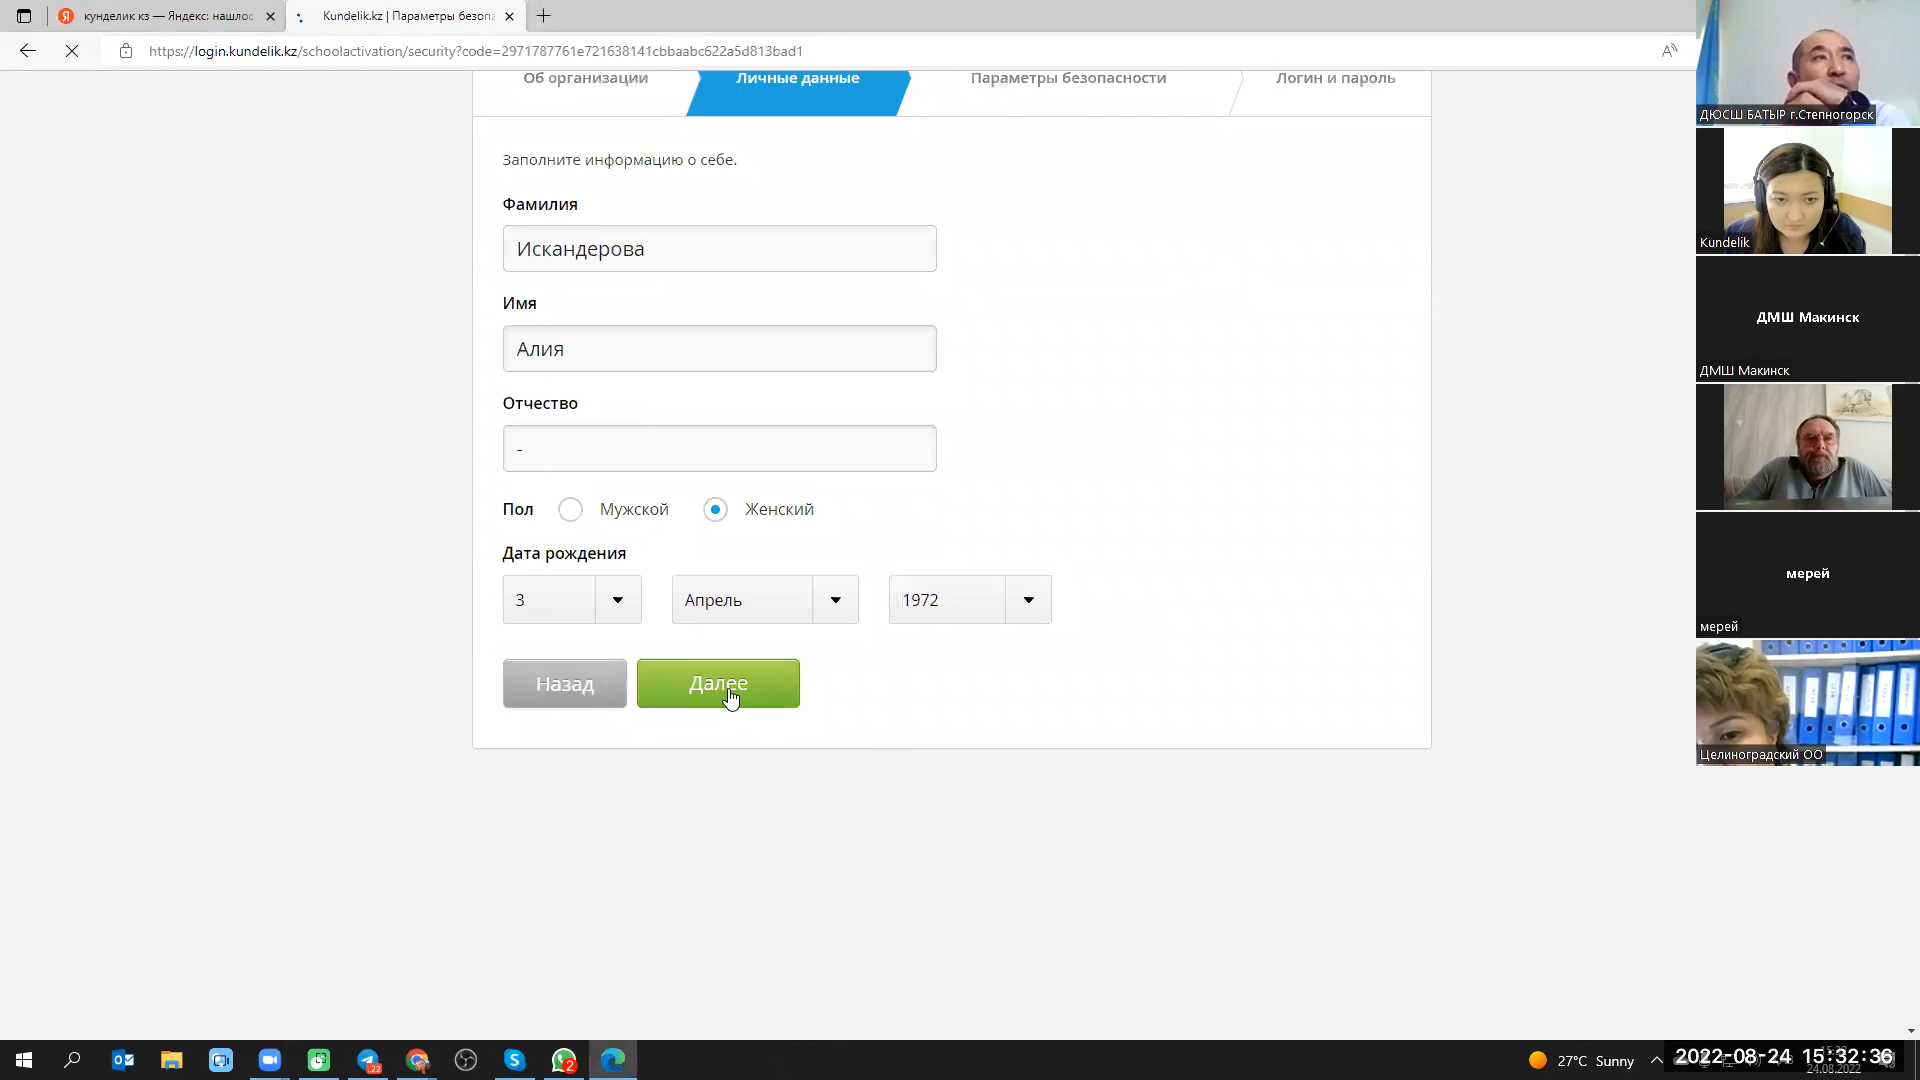 кунделик кз — Яндекс: нашлос
Kundelik.kz | Параметры безопа
https://login.kundelik.kz/schoolactivation/security?code=2971787761e721638141cbbaabc622a5d813bad1
Об организации
Личные данные
Параметры безопасности
Логин и пароль
Заполните информацию о себе.
Фамилия
Искандерова
Имя
Алия
Отчество
-
Пол
Мужской
Женский
Дата рождения
3
Апрель
1972
Назад
Далее
ДЮСШ БАТЫР г.Степногорск
Kundelik
ДМШ Макинск
ДМШ Макинск
мерей
мерей
Целиноградский ОО
22
2
27°C Sunny
2022-08-24 15:32:36
24.08.2022